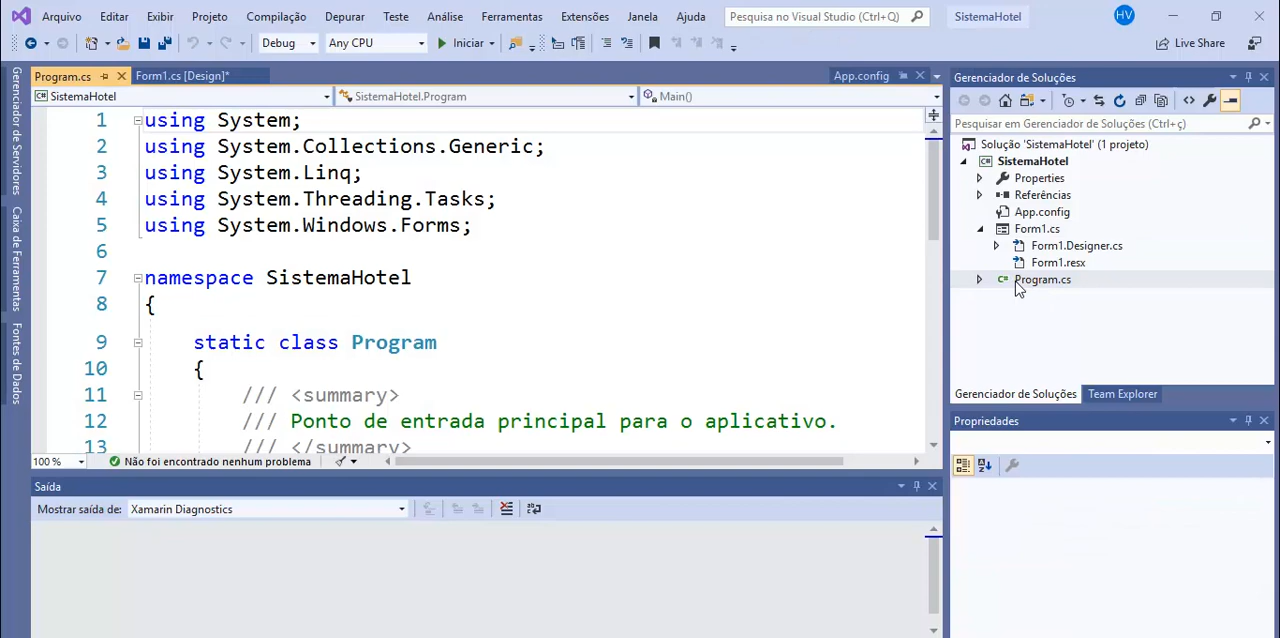 Arquivo Editar Exibir Projeto Compilação Depurar Teste Análise Ferramentas Extensões Janela Ajuda Pesquisa no Visual Studio (Ctrl+Q) SistemaHotel HV
Debug Any CPU Iniciar Live Share
Program.cs Form1.cs [Design]* App.config
SistemaHotel SistemaHotel.Program Main()
1 using System;
2 using System.Collections.Generic;
3 using System.Linq;
4 using System.Threading.Tasks;
5 using System.Windows.Forms;
6
7 namespace SistemaHotel
8 {
9 static class Program
10 {
11 /// <summary>
12 /// Ponto de entrada principal para o aplicativo.
13 /// </summary>
100 % Não foi encontrado nenhum problema
Saída
Mostrar saída de: Xamarin Diagnostics
Gerenciador de Servidores
Caixa de Ferramentas
Fontes de Dados
Gerenciador de Soluções
Pesquisar em Gerenciador de Soluções (Ctrl+ç)
Solução 'SistemaHotel' (1 projeto)
SistemaHotel
Properties
Referências
App.config
Form1.cs
Form1.Designer.cs
Form1.resx
C# Program.cs
Gerenciador de Soluções Team Explorer
Propriedades